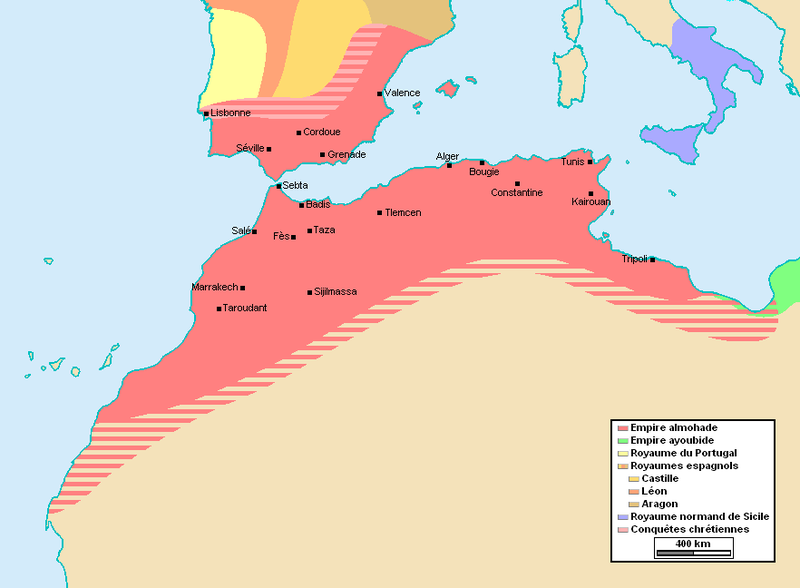 Valence
Lisbonne
Cordoue
Séville
Grenade
Alger
Bougie
Tunis
Constantine
Kairouan
Sebta
Badis
Tlemcen
Salé
Fès
Taza
Tripoli
Marrakech
Sijilmassa
Taroudant
Empire almohade
Empire ayoubide
Royaume du Portugal
Royaumes espagnols
Castille
Léon
Aragon
Royaume normand de Sicile
Conquêtes chrétiennes
400 km